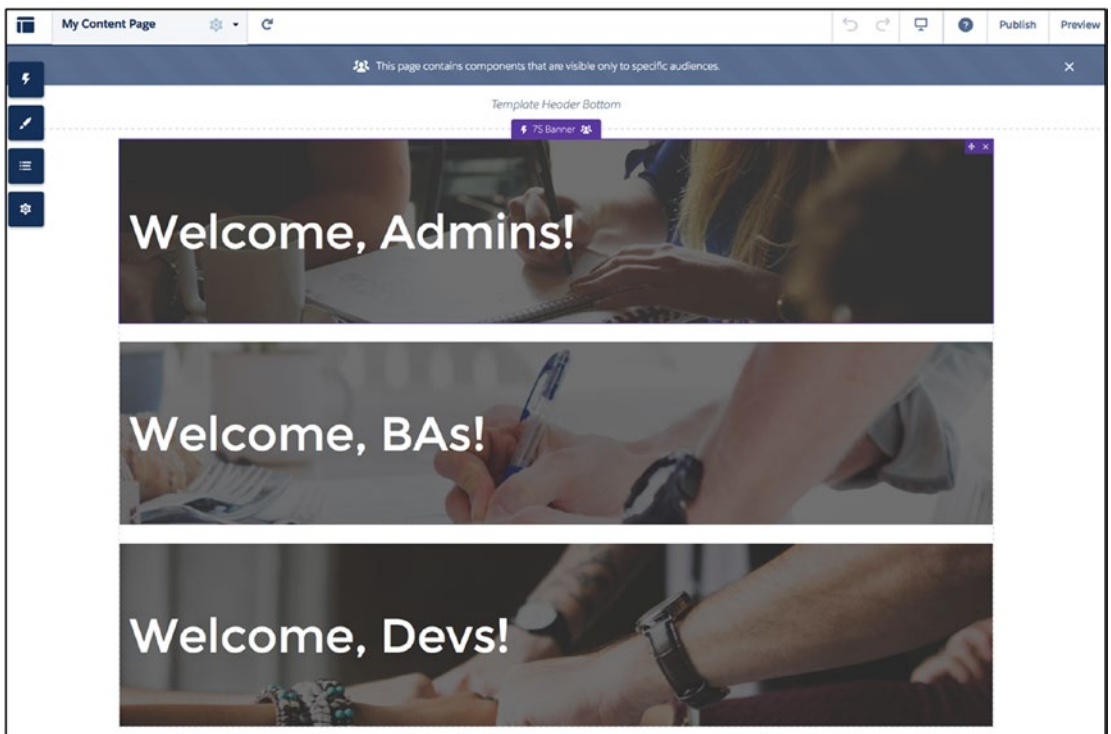 My Content Page
Publish
Preview
This page contains components that are visible only to specific audiences.
Template Header Bottom
7S Banner
Welcome, Admins!
Welcome, BAs!
Welcome, Devs!